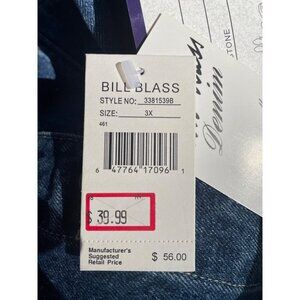 BILL BLASS
STYLE NO: 3381539B
SIZE: 3X
461
6 47764 17096 1
$ 39.99
Manufacturer's
Suggested
Retail Price
$ 56.00
Denim
STONE